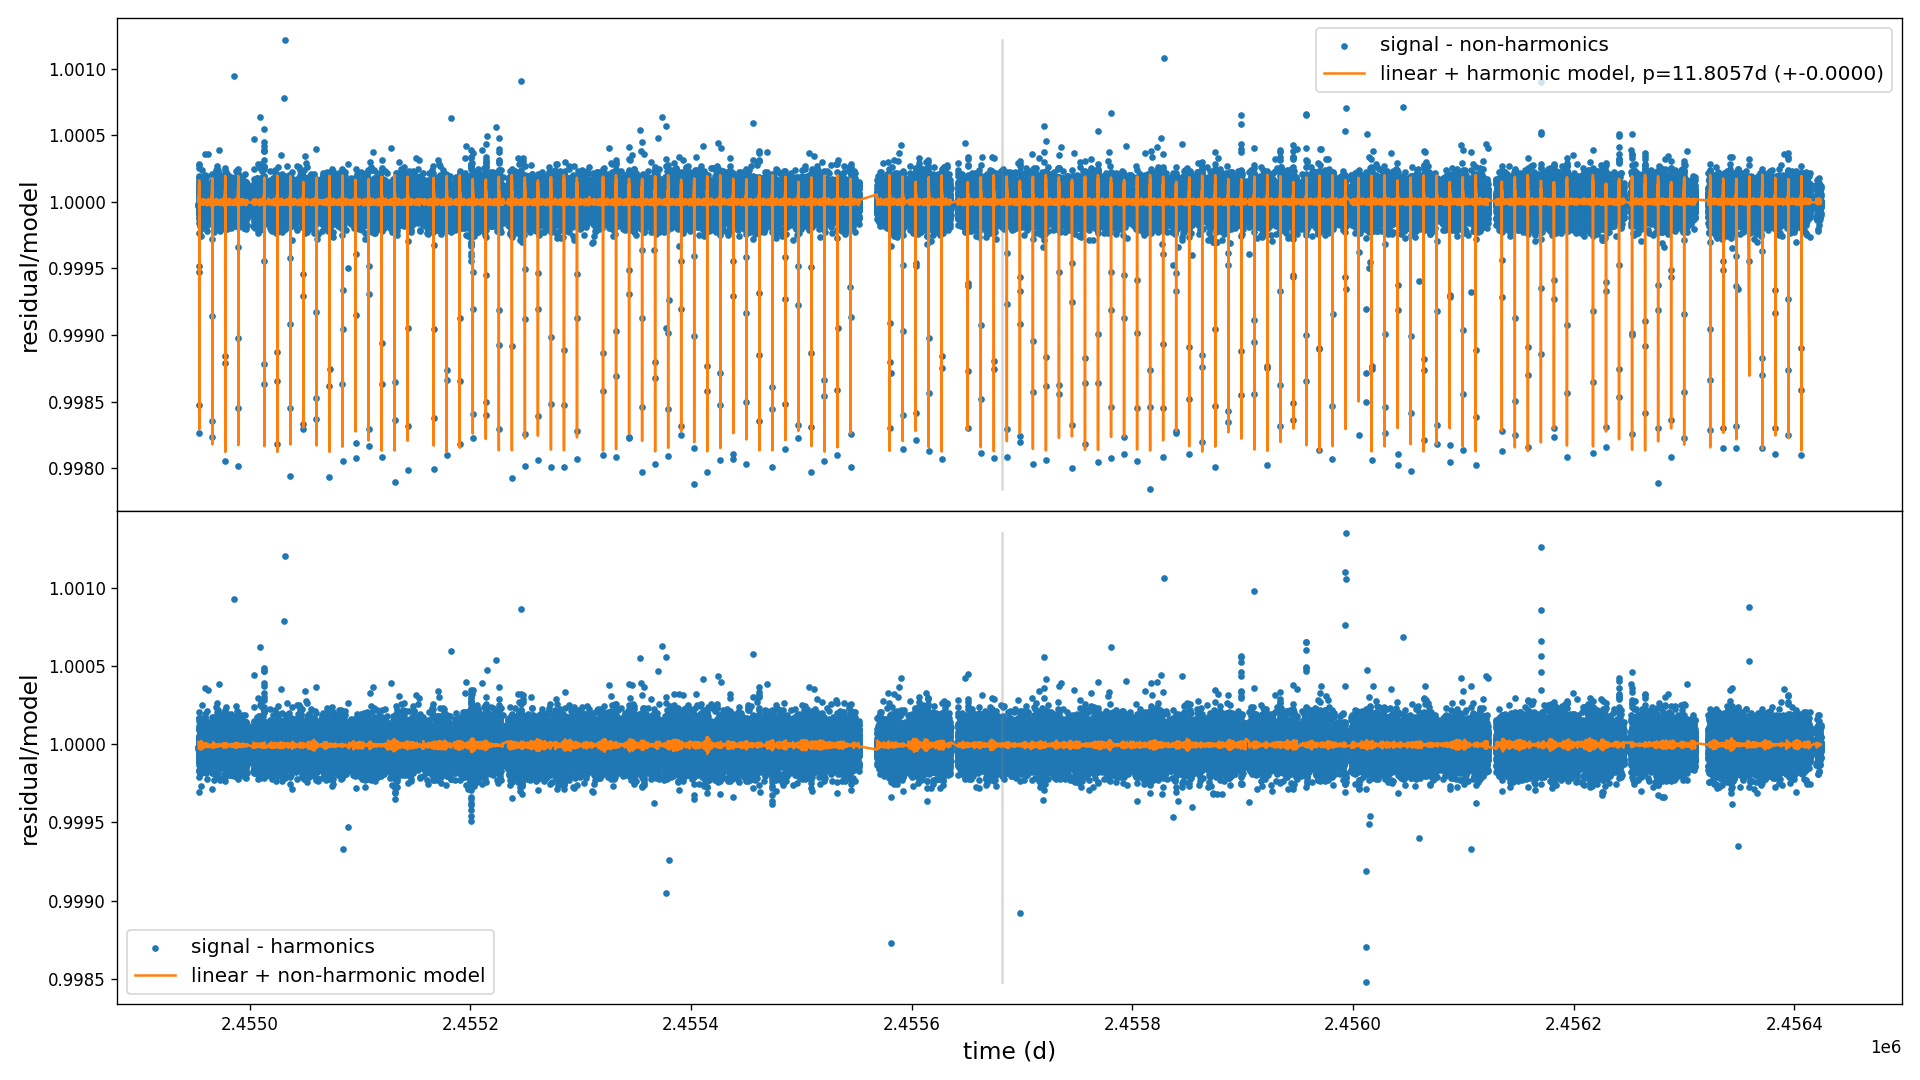 signal - non-harmonics
linear + harmonic model, p=11.8057d (+-0.0000)
residual/model
1.0010
1.0005
1.0000
0.9995
0.9990
0.9985
0.9980
residual/model
1.0010
1.0005
1.0000
0.9995
0.9990
0.9985
signal - harmonics
linear + non-harmonic model
2.4550 2.4552 2.4554 2.4556 2.4558 2.4560 2.4562 2.4564
time (d)
1e6